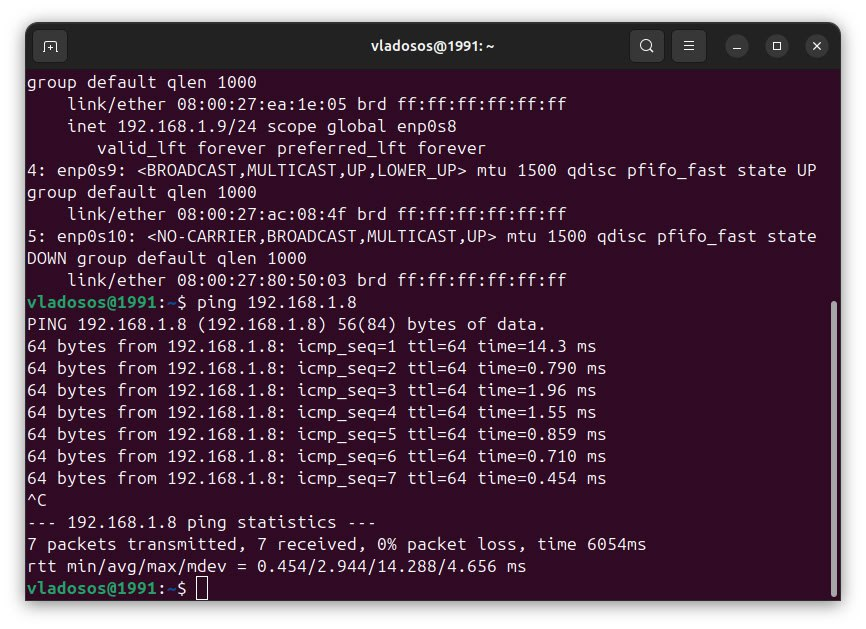 vladosos@1991: ~
group default qlen 1000
    link/ether 08:00:27:ea:1e:05 brd ff:ff:ff:ff:ff:ff
    inet 192.168.1.9/24 scope global enp0s8
       valid_lft forever preferred_lft forever
4: enp0s9: <BROADCAST,MULTICAST,UP,LOWER_UP> mtu 1500 qdisc pfifo_fast state UP
group default qlen 1000
    link/ether 08:00:27:ac:08:4f brd ff:ff:ff:ff:ff:ff
5: enp0s10: <NO-CARRIER,BROADCAST,MULTICAST,UP> mtu 1500 qdisc pfifo_fast state
DOWN group default qlen 1000
    link/ether 08:00:27:80:50:03 brd ff:ff:ff:ff:ff:ff
vladosos@1991:~$ ping 192.168.1.8
PING 192.168.1.8 (192.168.1.8) 56(84) bytes of data.
64 bytes from 192.168.1.8: icmp_seq=1 ttl=64 time=14.3 ms
64 bytes from 192.168.1.8: icmp_seq=2 ttl=64 time=0.790 ms
64 bytes from 192.168.1.8: icmp_seq=3 ttl=64 time=1.96 ms
64 bytes from 192.168.1.8: icmp_seq=4 ttl=64 time=1.55 ms
64 bytes from 192.168.1.8: icmp_seq=5 ttl=64 time=0.859 ms
64 bytes from 192.168.1.8: icmp_seq=6 ttl=64 time=0.710 ms
64 bytes from 192.168.1.8: icmp_seq=7 ttl=64 time=0.454 ms
^C
--- 192.168.1.8 ping statistics ---
7 packets transmitted, 7 received, 0% packet loss, time 6054ms
rtt min/avg/max/mdev = 0.454/2.944/14.288/4.656 ms
vladosos@1991:~$